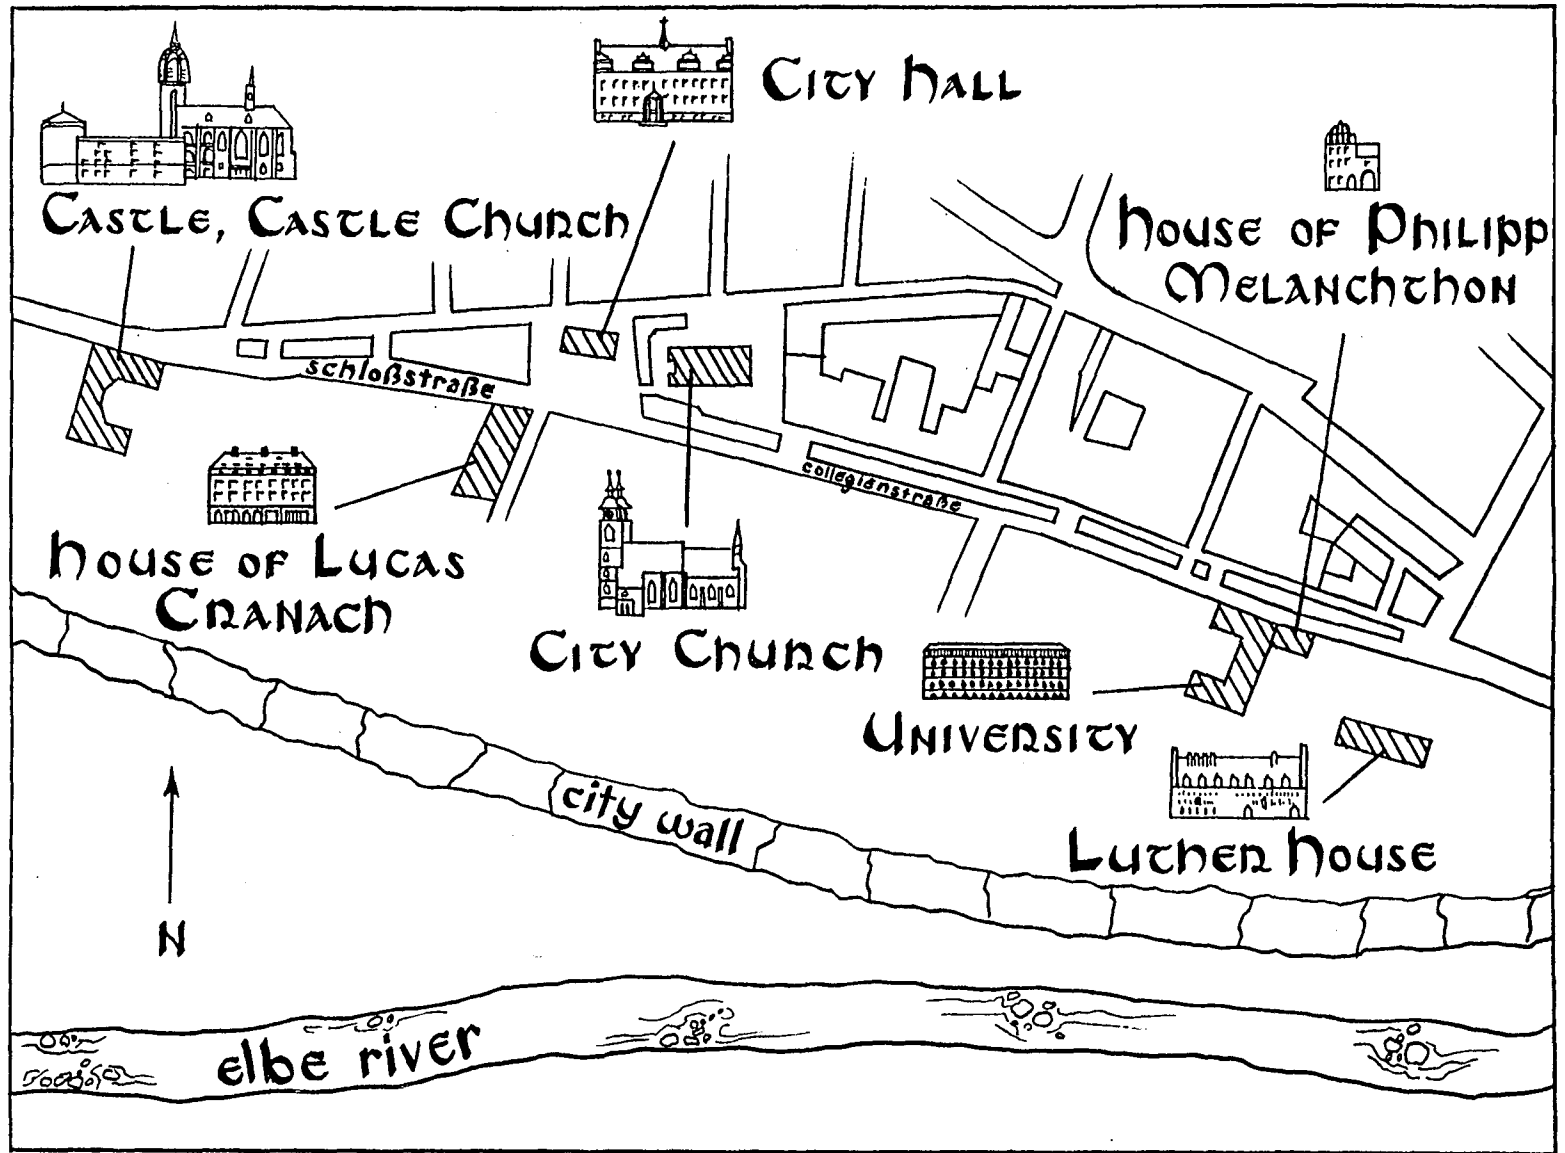 City Hall
Castle, Castle Church
House of Philipp
Melanchthon
schloßstraße
collegienstraße
House of Lucas
Cranach
City Church
University
Luther House
city wall
N
elbe river